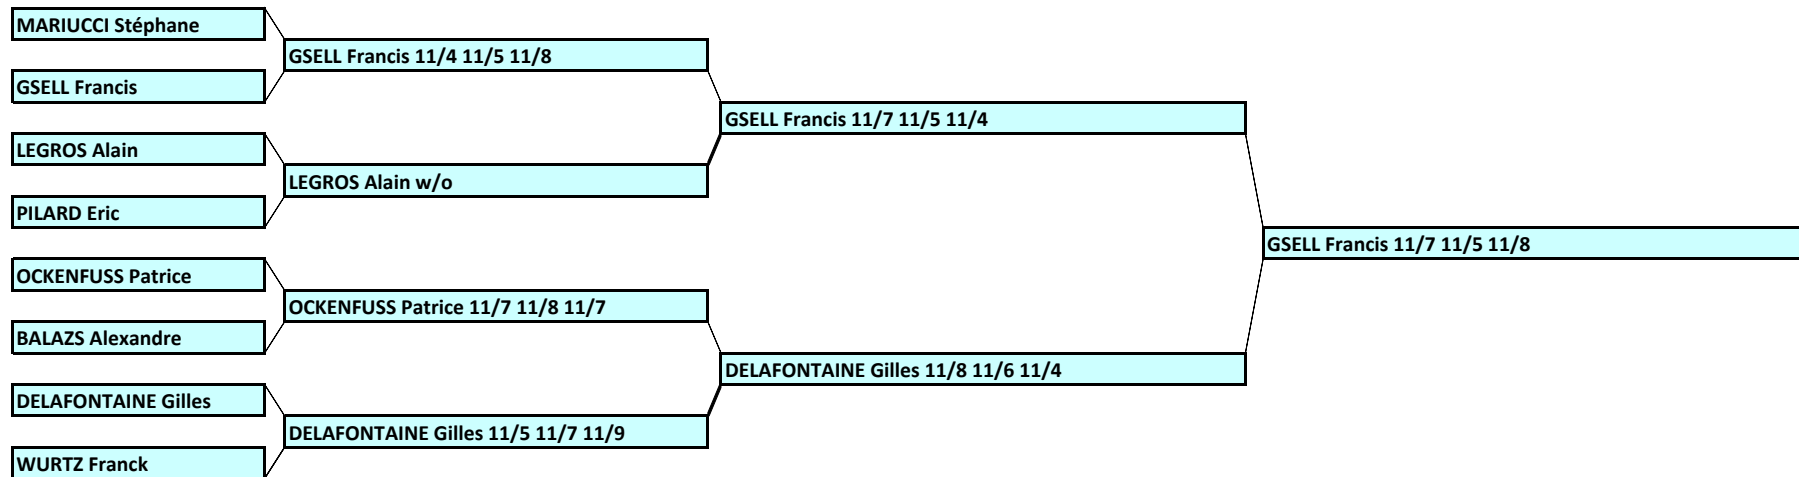 MARIUCCI Stéphane
GSELL Francis 11/4 11/5 11/8
GSELL Francis
GSELL Francis 11/7 11/5 11/4
LEGROS Alain
LEGROS Alain w/o
PILARD Eric
GSELL Francis 11/7 11/5 11/8
OCKENFUSS Patrice
OCKENFUSS Patrice 11/7 11/8 11/7
BALAZS Alexandre
DELAFONTAINE Gilles 11/8 11/6 11/4
DELAFONTAINE Gilles
DELAFONTAINE Gilles 11/5 11/7 11/9
WURTZ Franck